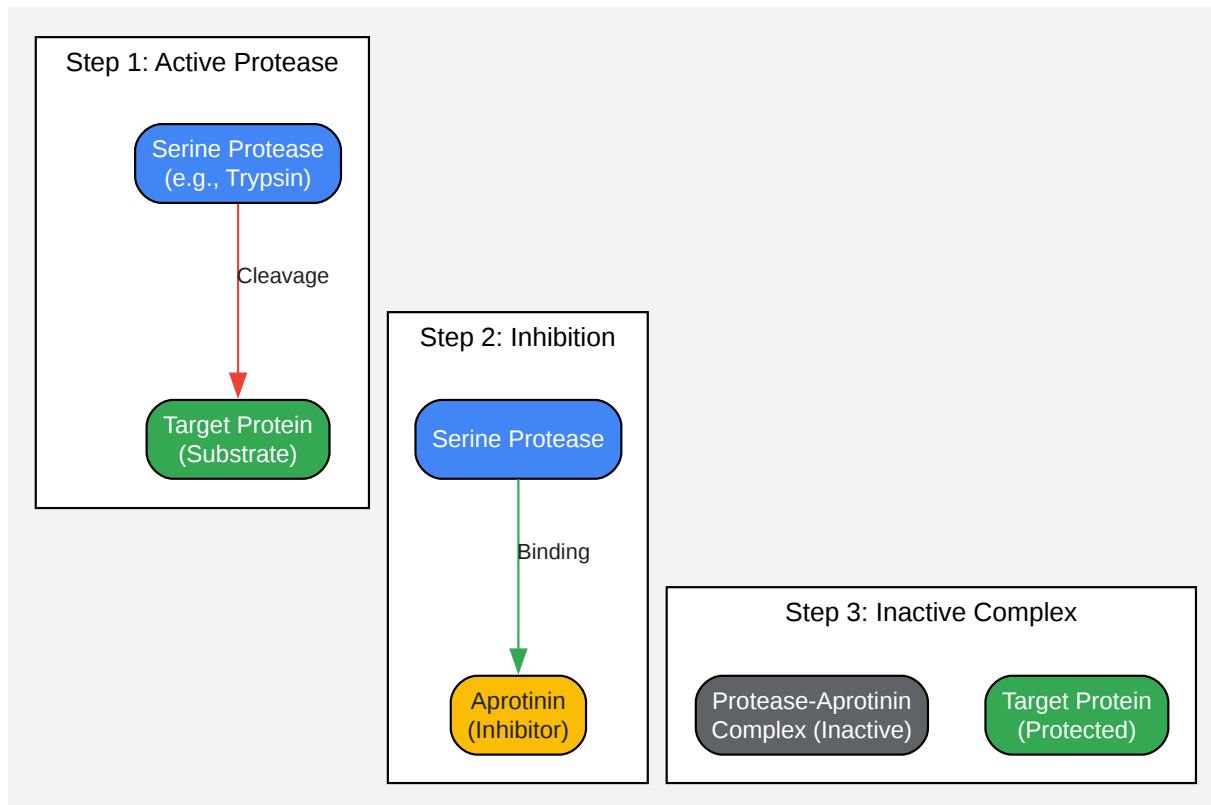 Step 1: Active Protease
Serine Protease
(e.g., Trypsin)
Cleavage
Target Protein
(Substrate)
Step 2: Inhibition
Serine Protease
Binding
Aprotinin
(Inhibitor)
Step 3: Inactive Complex
Protease-Aprotinin
Complex (Inactive)
Target Protein
(Protected)